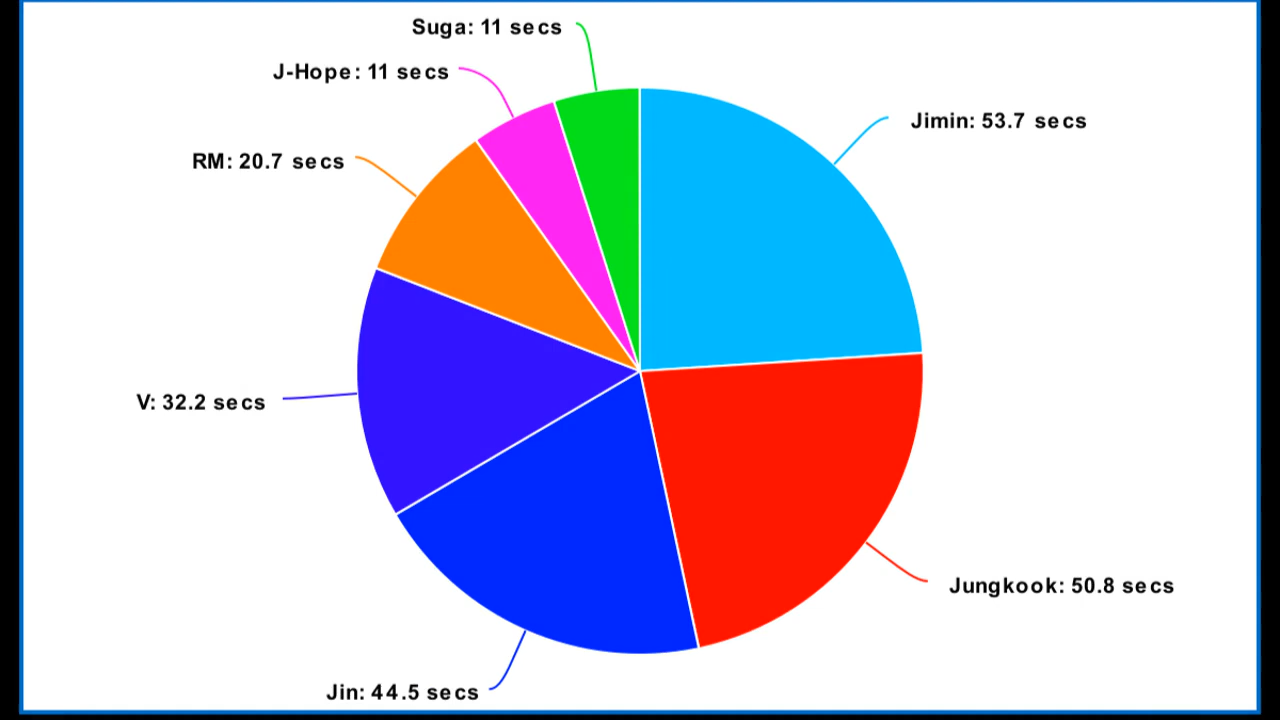 Suga: 11 secs
J-Hope: 11 secs
Jimin: 53.7 secs
RM: 20.7 secs
V: 32.2 secs
Jungkook: 50.8 secs
Jin: 44.5 secs